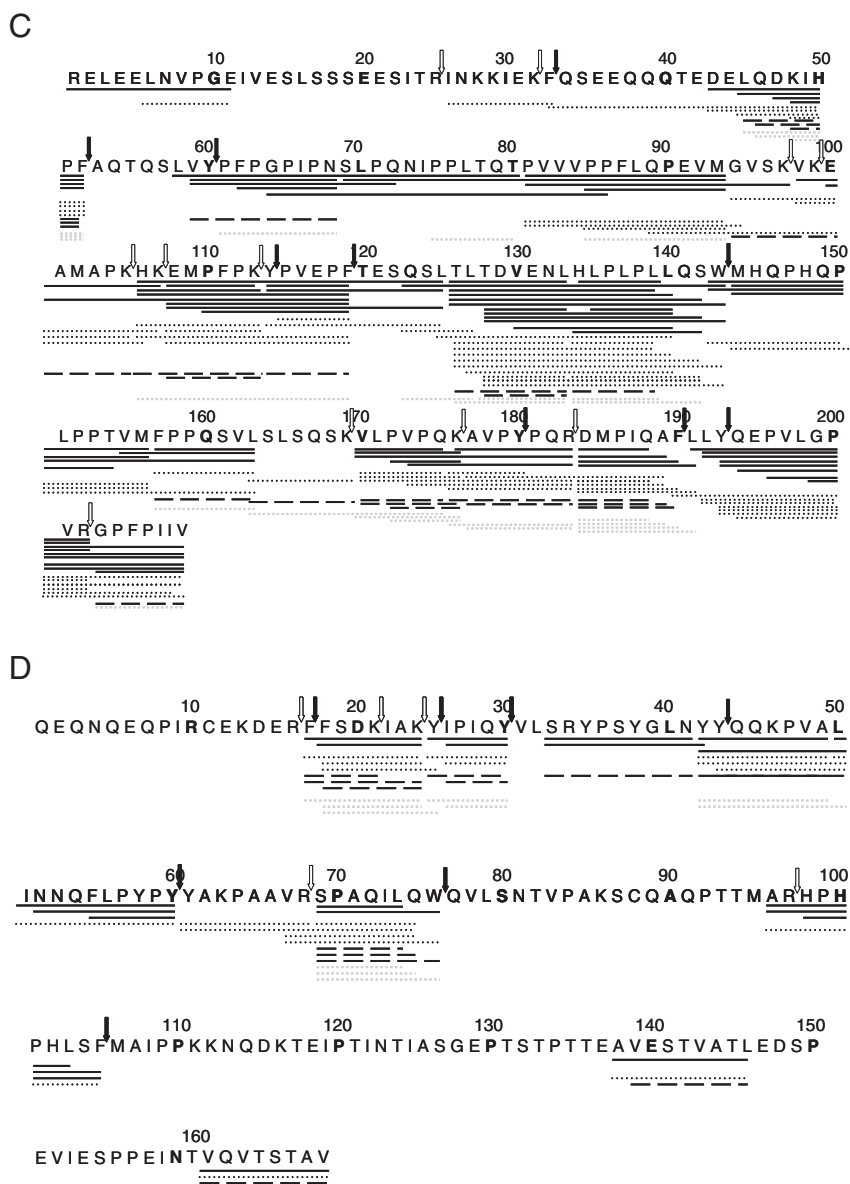 C
10 20 30 40 50
RELEELNVPGEIVESLSSSEESITRINKKIEKFQSEEQQQTEDELQDKIH
60 70 80 90 100
PFAQTQSLVYPFPGPIPNSLPQNIPPLTQTPVVVPPFLQPEVMGVSKVKE
110 120 130 140 150
AMAPKHKEMPFPKYPVEPFTESQSLTLTDVENLHLPLPLLQSWMHQPHQP
160 170 180 190 200
LPPTVMFPPQSVLSLSQSKVLPVPQKAVPYPQRDMPIQAFLLYQEPVLGP
VRGPFPIIV
D
10 20 30 40 50
QEQNQEQPIRCEKDERFFSDKIAKYIPIQYVLSRYPSYGLNYYQQKPVAL
60 70 80 90 100
INNQFLPYPYYAKPAAVRSPAQILQWQVLSNTVPAKSCQAQPTTMARHPH
110 120 130 140 150
PHLSFMAIPPKKNQDKTEIPTINTIASGEPTSTPTTEAVESTVATLEDSP
160
EVIESPPEINTVQVTSTAV